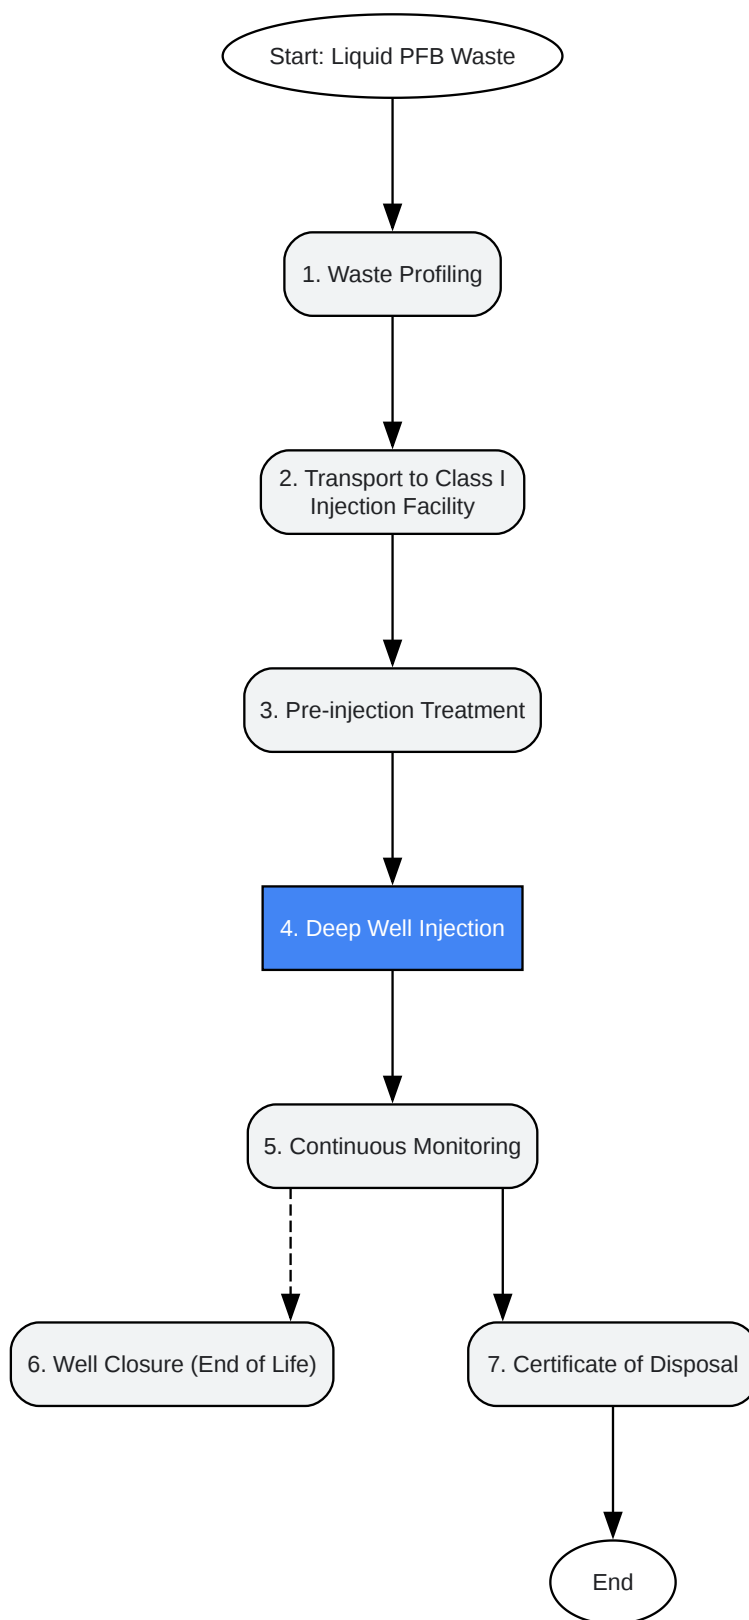 Start: Liquid PFB Waste
1. Waste Profiling
2. Transport to Class I
Injection Facility
3. Pre-injection Treatment
4. Deep Well Injection
5. Continuous Monitoring
6. Well Closure (End of Life)
7. Certificate of Disposal
End